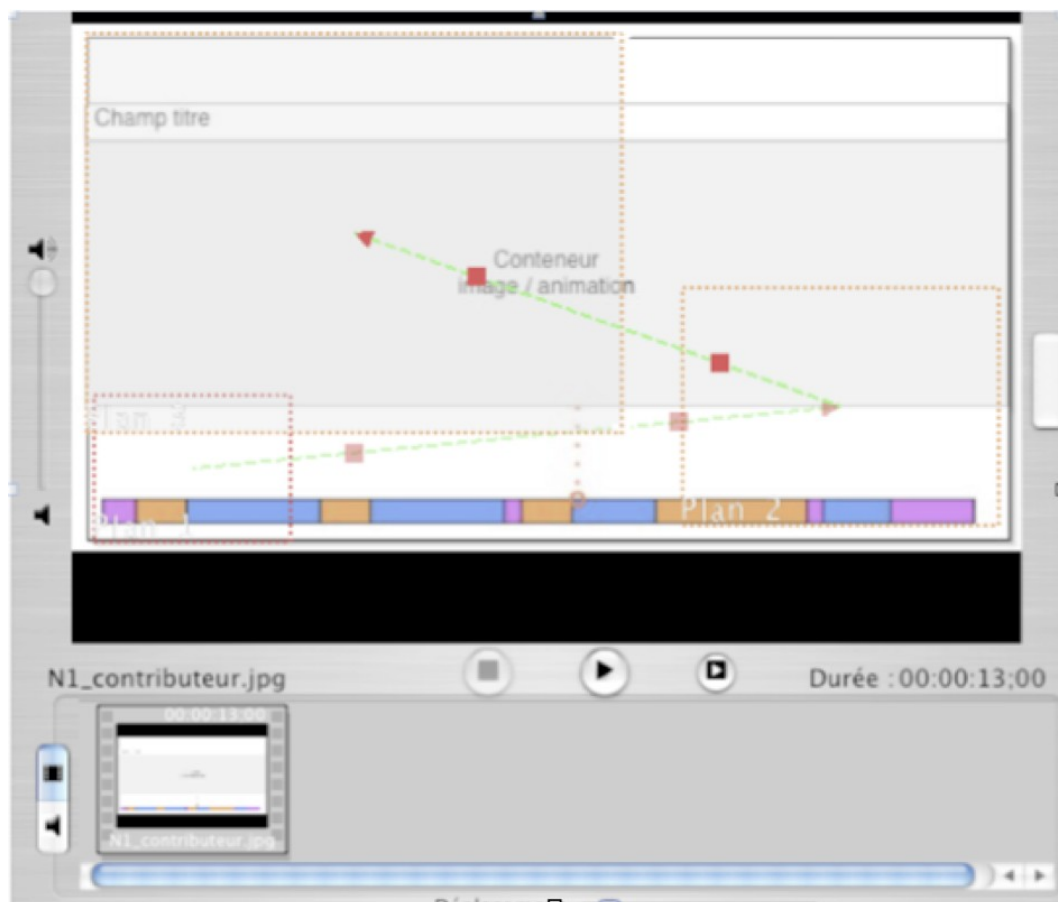 Champ titre
Conteneur
image / animation
Plan 3
Plan 2
Plan 1
N1_contributeur.jpg
Durée : 00:00:13;00
00:00:13:00
N1_contributeur.jpg